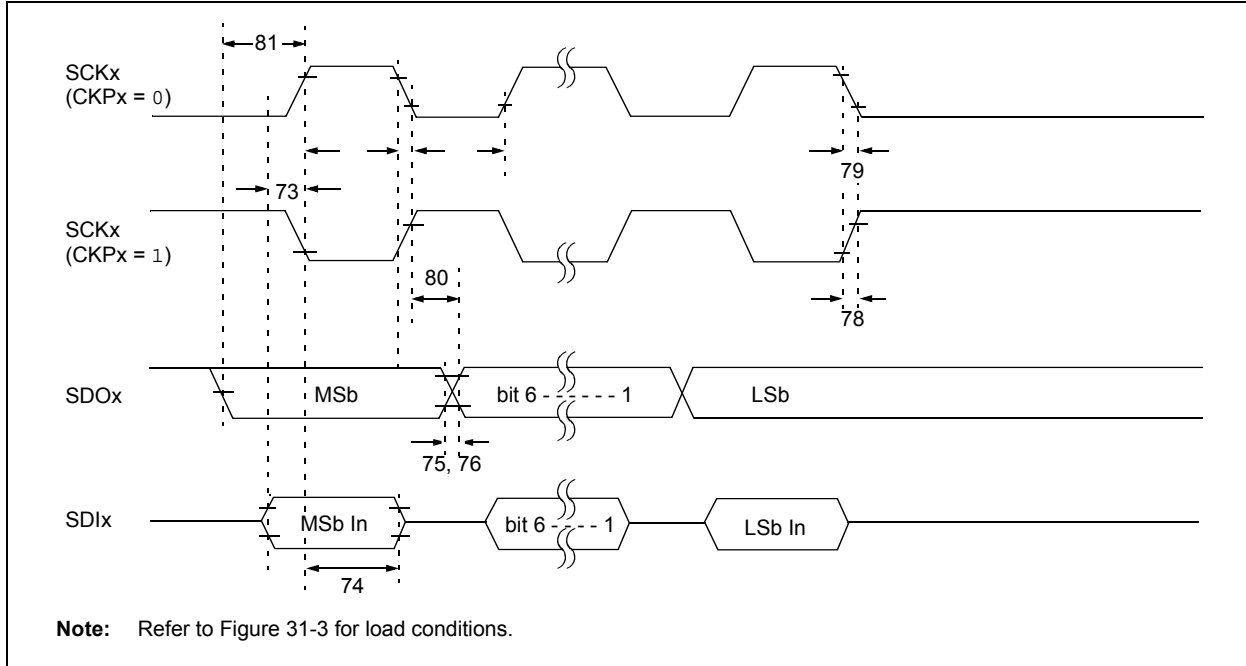 81
SCKx
(CKPx = 0)
73
79
SCKx
(CKPx = 1)
80
78
SDOx
MSb
bit 6 - - - - - - 1
LSb
75, 76
SDIx
MSb In
bit 6 - - - - 1
LSb In
74
Note: Refer to Figure 31-3 for load conditions.